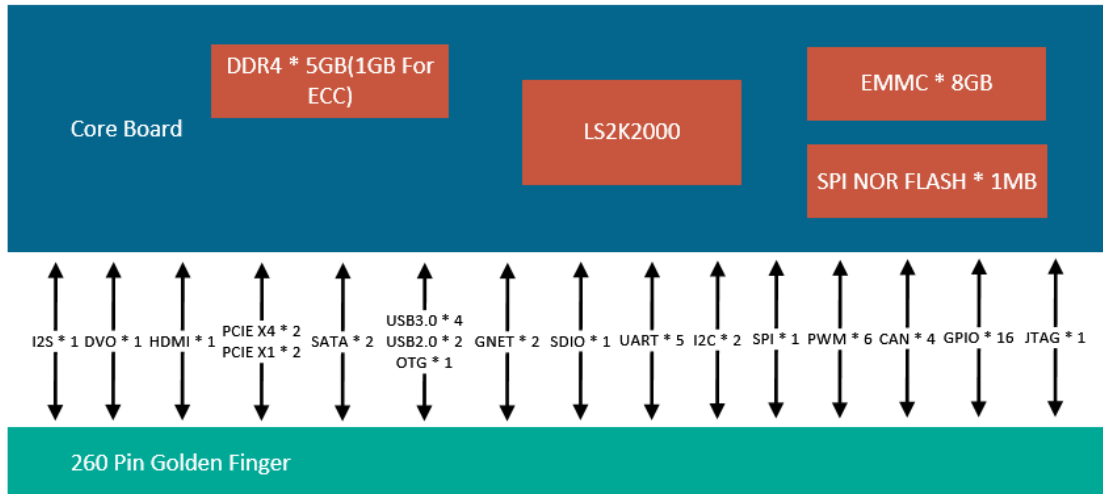 DDR4 * 5GB(1GB For
ECC)
EMMC * 8GB
Core Board
LS2K2000
SPI NOR FLASH * 1MB
I2S * 1
DVO * 1
HDMI * 1
PCIE X4 * 2
PCIE X1 * 2
SATA * 2
USB3.0 * 4
USB2.0 * 2
OTG * 1
GNET * 2
SDIO * 1
UART * 5
I2C * 2
SPI * 1
PWM * 6
CAN * 4
GPIO * 16
JTAG * 1
260 Pin Golden Finger